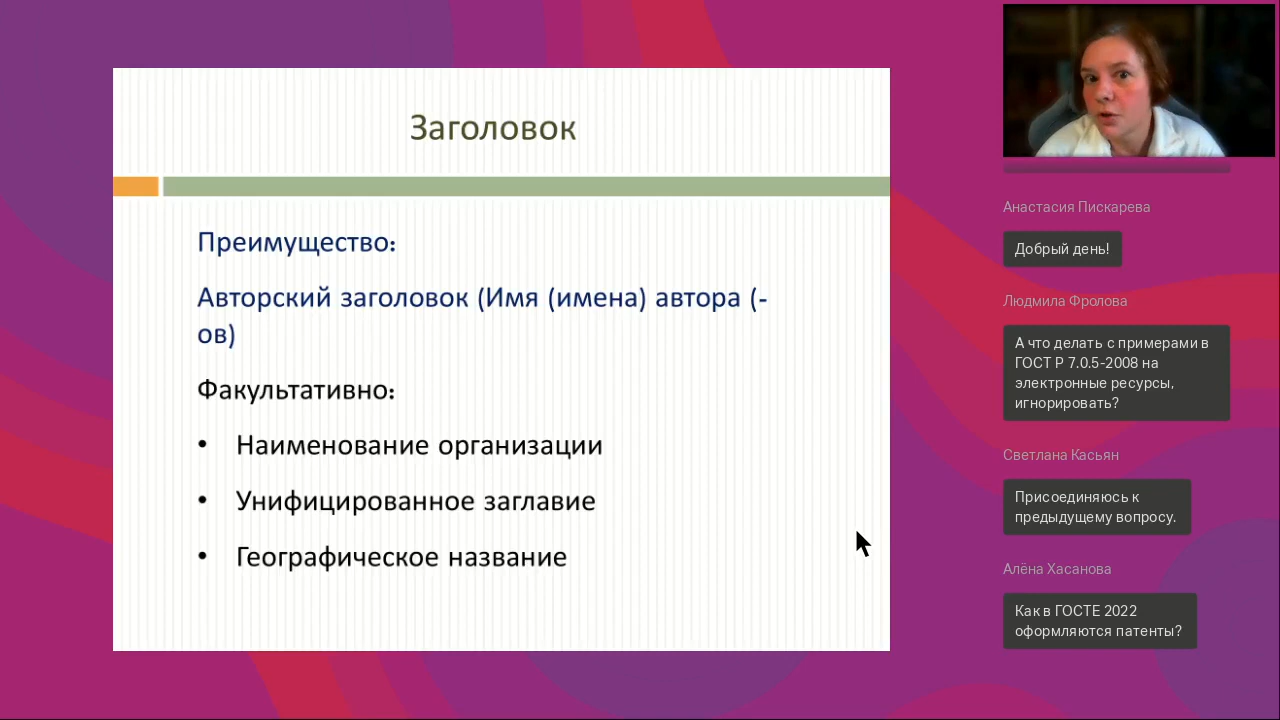 Заголовок
Преимущество:
Авторский заголовок (Имя (имена) автора (-
ов)
Факультативно:
• Наименование организации
• Унифицированное заглавие
• Географическое название
Анастасия Пискарева
Добрый день!
Людмила Фролова
А что делать с примерами в
ГОСТ Р 7.0.5-2008 на
электронные ресурсы,
игнорировать?
Светлана Касьян
Присоединяюсь к
предыдущему вопросу.
Алёна Хасанова
Как в ГОСТЕ 2022
оформляются патенты?